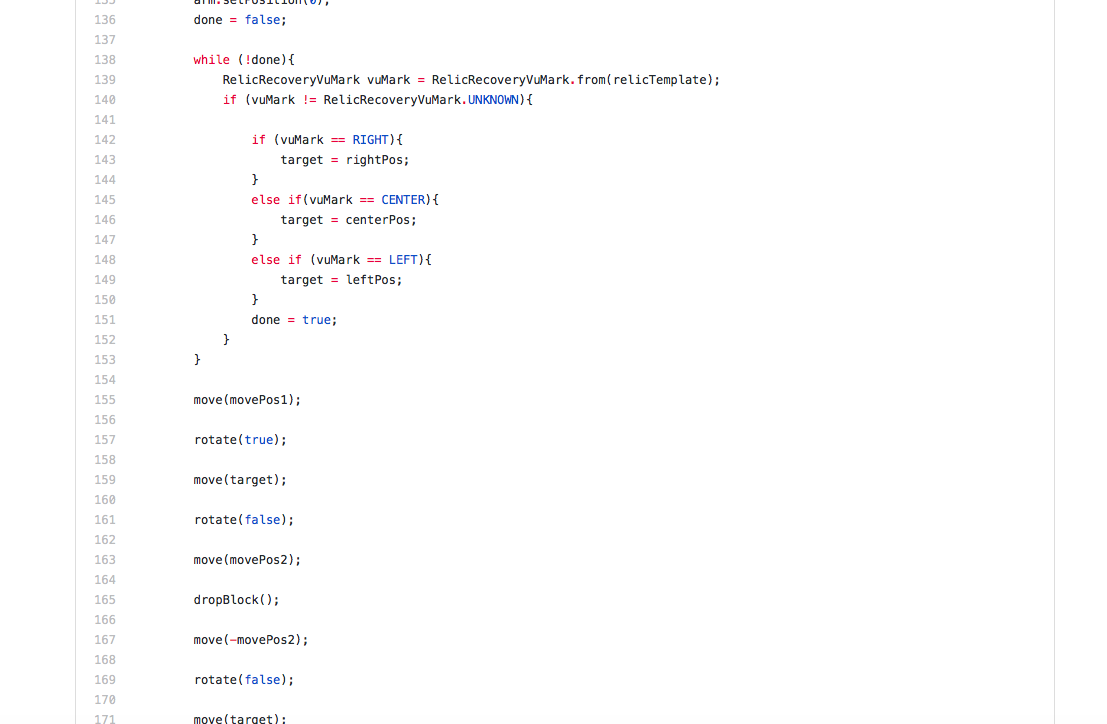 135 arm.setPosition(0);
136 done = false;
137
138 while (!done){
139 RelicRecoveryVuMark vuMark = RelicRecoveryVuMark.from(relicTemplate);
140 if (vuMark != RelicRecoveryVuMark.UNKNOWN){
141
142 if (vuMark == RIGHT){
143 target = rightPos;
144 }
145 else if(vuMark == CENTER){
146 target = centerPos;
147 }
148 else if (vuMark == LEFT){
149 target = leftPos;
150 }
151 done = true;
152 }
153 }
154
155 move(movePos1);
156
157 rotate(true);
158
159 move(target);
160
161 rotate(false);
162
163 move(movePos2);
164
165 dropBlock();
166
167 move(-movePos2);
168
169 rotate(false);
170
171 move(target);